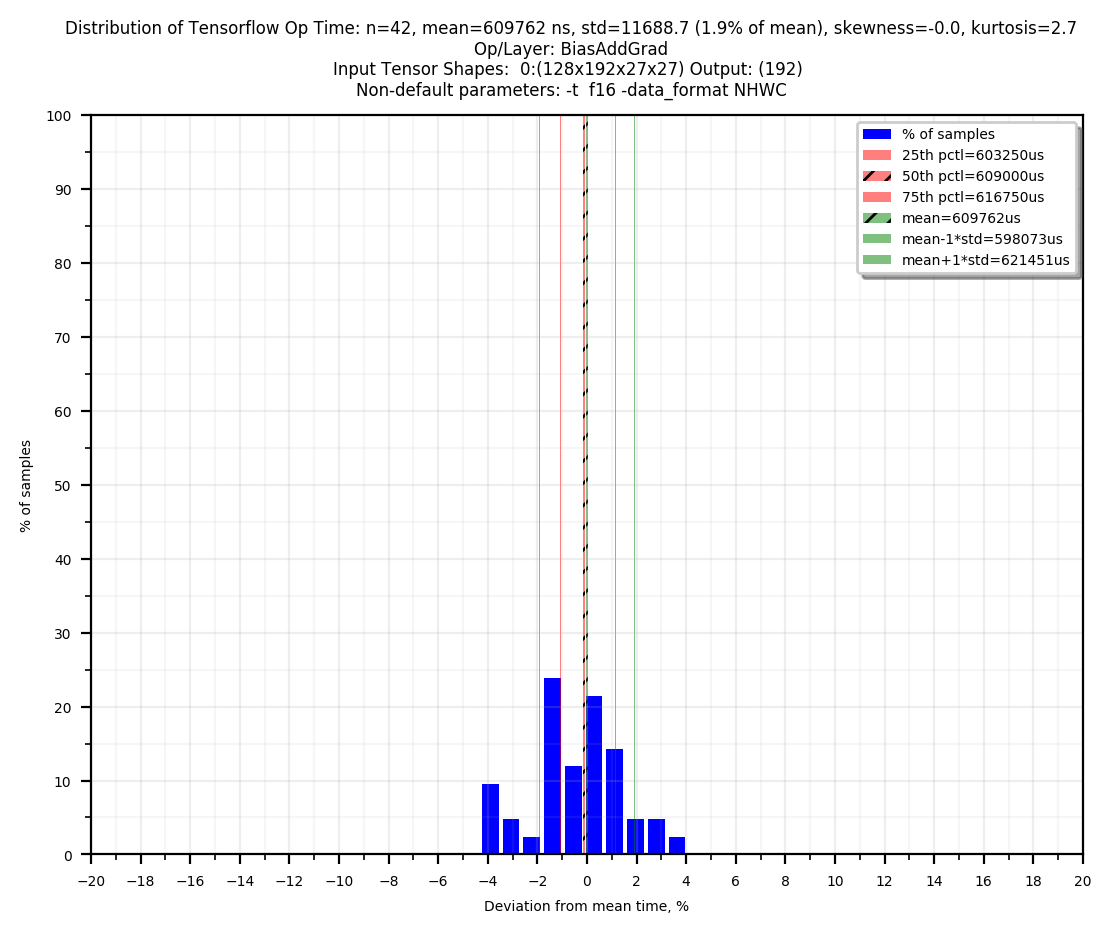 Distribution of Tensorflow Op Time: n=42, mean=609762 ns, std=11688.7 (1.9% of mean), skewness=-0.0, kurtosis=2.7
Op/Layer: BiasAddGrad
Input Tensor Shapes:  0:(128x192x27x27) Output: (192)
Non-default parameters: -t  f16 -data_format NHWC
% of samples
25th pctl=603250us
50th pctl=609000us
75th pctl=616750us
mean=609762us
mean-1*std=598073us
mean+1*std=621451us
100
90
80
70
60
50
40
30
20
10
0
% of samples
−20 −18 −16 −14 −12 −10 −8 −6 −4 −2 0 2 4 6 8 10 12 14 16 18 20
Deviation from mean time, %